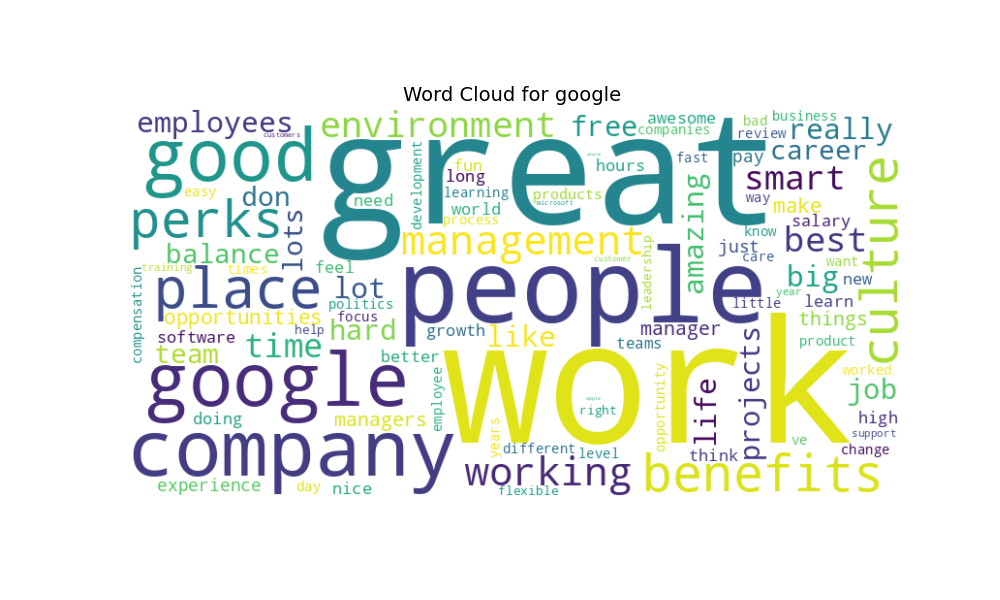 Word Cloud for google
employees
customers
environment
free
awesome
companies
bad
business
review
really
good
great
fun
long
learning
development
hours
fast
pay
career
easy
don
need
world
process
products
microsoft
amazing
smart
way
make
salary
culture
perks
lots
balance
management
customer
leadership
just
know
care
best
want
training
times
feel
compensation
place
lot
politics
focus
people
little
year
big
new
learn
opportunities
help
hard
growth
like
manager
teams
things
product
software
team
time
better
projects
google
employee
work
apple
right
opportunity
life
worked
job
doing
managers
high
support
company
years
different
level
think
ve
change
working
benefits
experience
day
nice
flexible